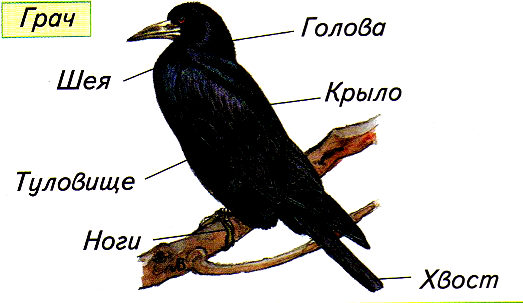 Грач
Голова
Шея
Крыло
Туловище
Ноги
Хвост